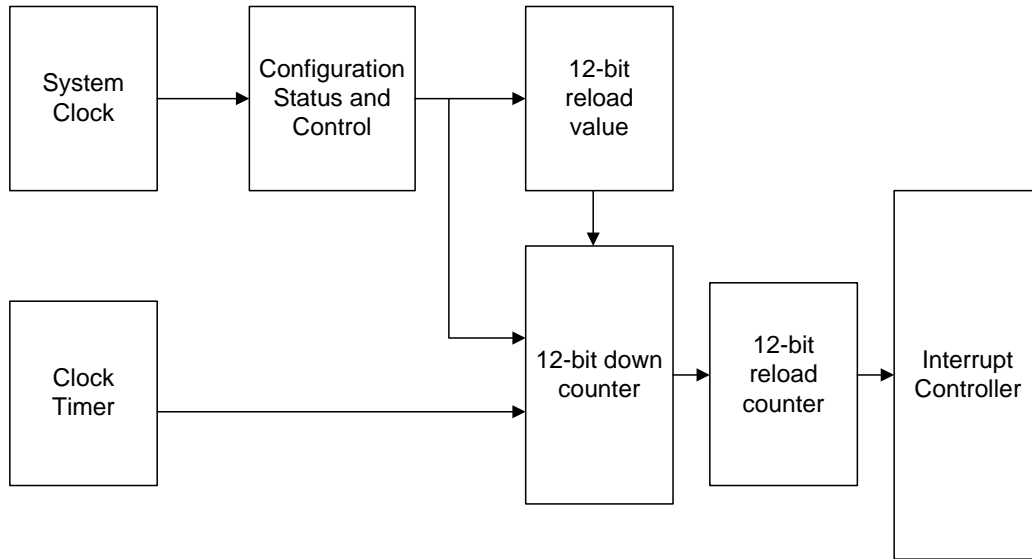 System
Clock
Configuration
Status and
Control
12-bit
reload
value
Clock
Timer
12-bit down
counter
12-bit
reload
counter
Interrupt
Controller